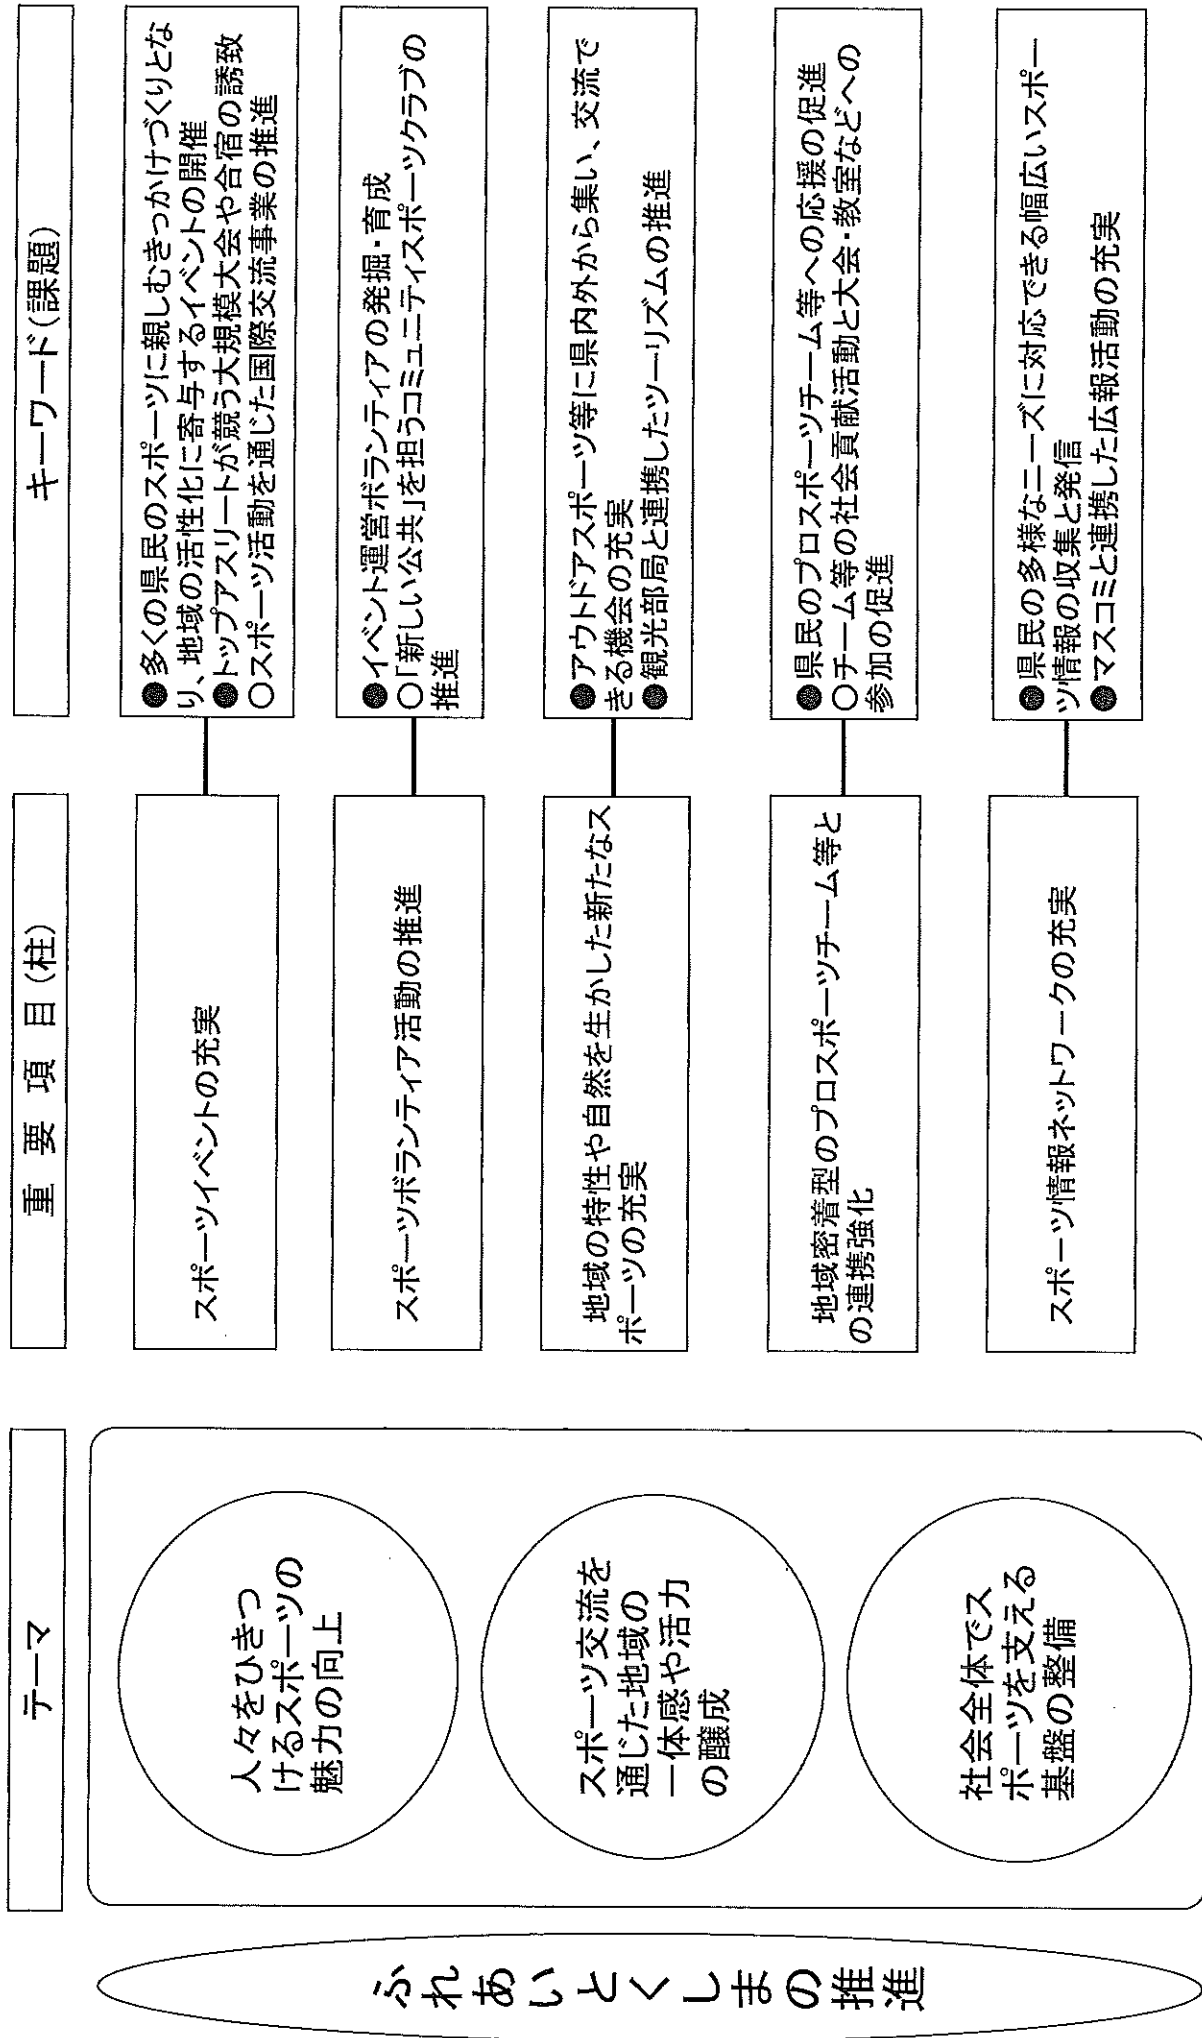 ふれあいとくしまの推進
テーマ
人々をひきつ
けるスポーツの
魅力の向上
スポーツ交流を
通じた地域の
一体感や活力
の醸成
社会全体でス
ポーツを支える
基盤の整備
重要項目(柱)
キーワード(課題)
スポーツイベントの充実
●多くの県民のスポーツに親しむきっかけづくりとな
り、地域の活性化に寄与するイベントの開催
●トップアスリートが競う大規模大会や合宿の誘致
○スポーツ活動を通じた国際交流事業の推進
スポーツボランティア活動の推進
●イベント運営ボランティアの発掘・育成
○「新しい公共」を担うコミュニティスポーツクラブの
推進
地域の特性や自然を生かした新たなス
ポーツの充実
●アウトドアスポーツ等に県内外から集い、交流で
きる機会の充実
●観光部局と連携したツーリズムの推進
地域密着型のプロスポーツチーム等と
の連携強化
●県民のプロスポーツチーム等への応援の促進
○チーム等の社会貢献活動と大会・教室などへの
参加の促進
スポーツ情報ネットワークの充実
●県民の多様なニーズに対応できる幅広いスポー
ツ情報の収集と発信
●マスコミと連携した広報活動の充実